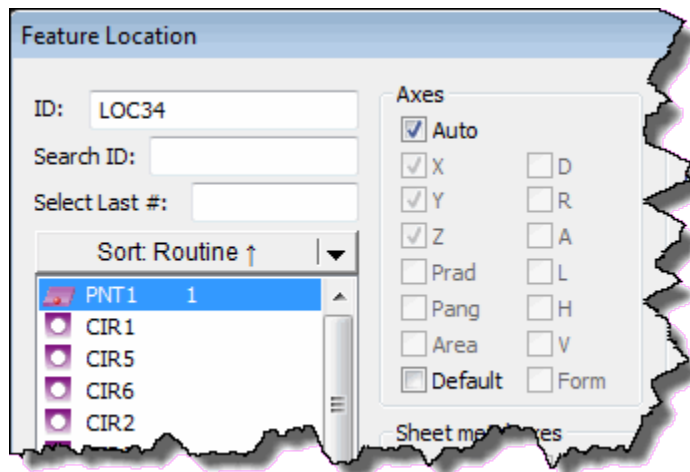 Feature Location
ID: LOC34
Search ID:
Select Last #:
Sort: Routine ↑
PNT1 1
CIR1
CIR5
CIR6
CIR2
Axes
Auto
X D
Y R
Z A
Prad L
Pang H
Area V
Default Form
Sheet